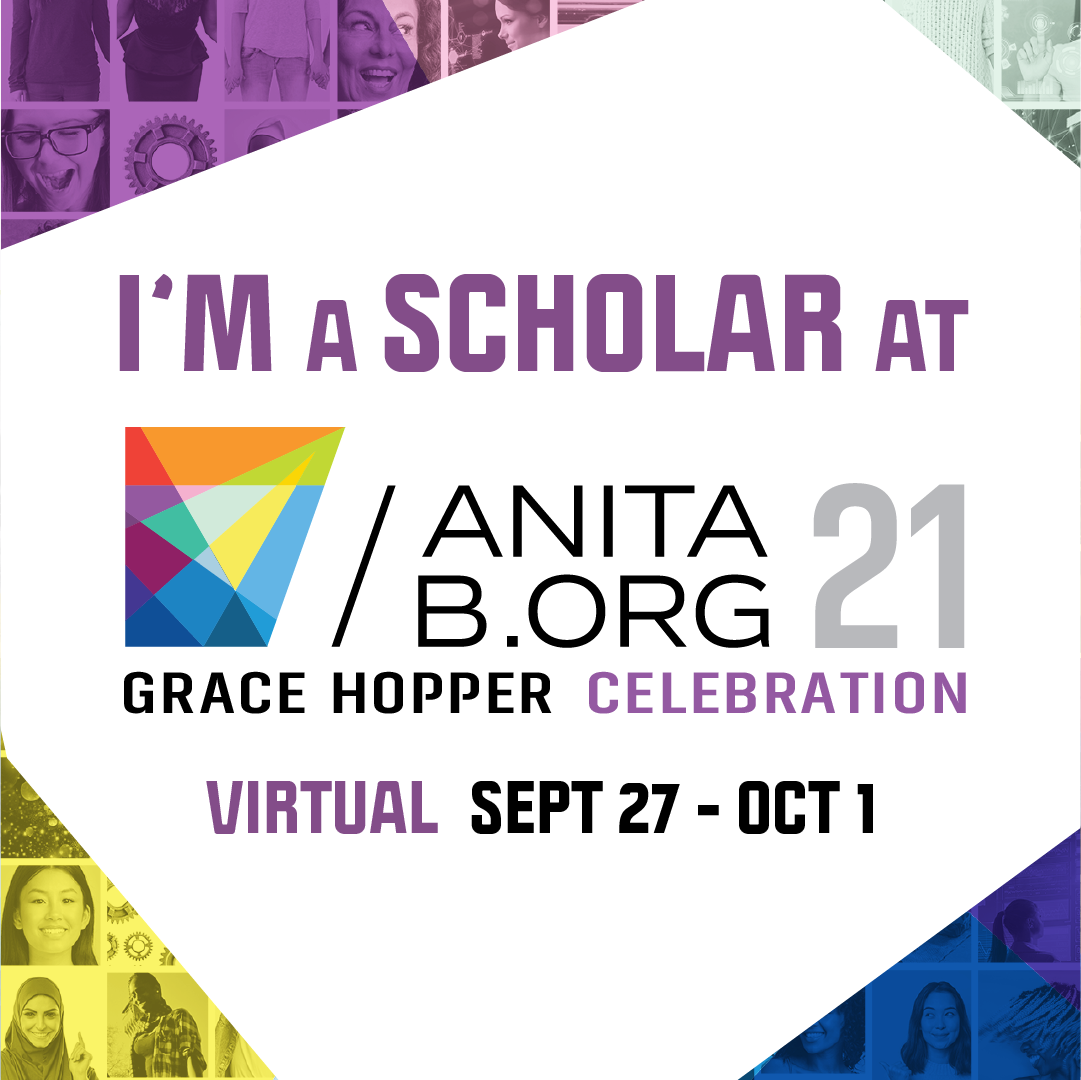 I'M A SCHOLAR AT
ANITA
B.ORG
21
GRACE HOPPER CELEBRATION
VIRTUAL SEPT 27 - OCT 1